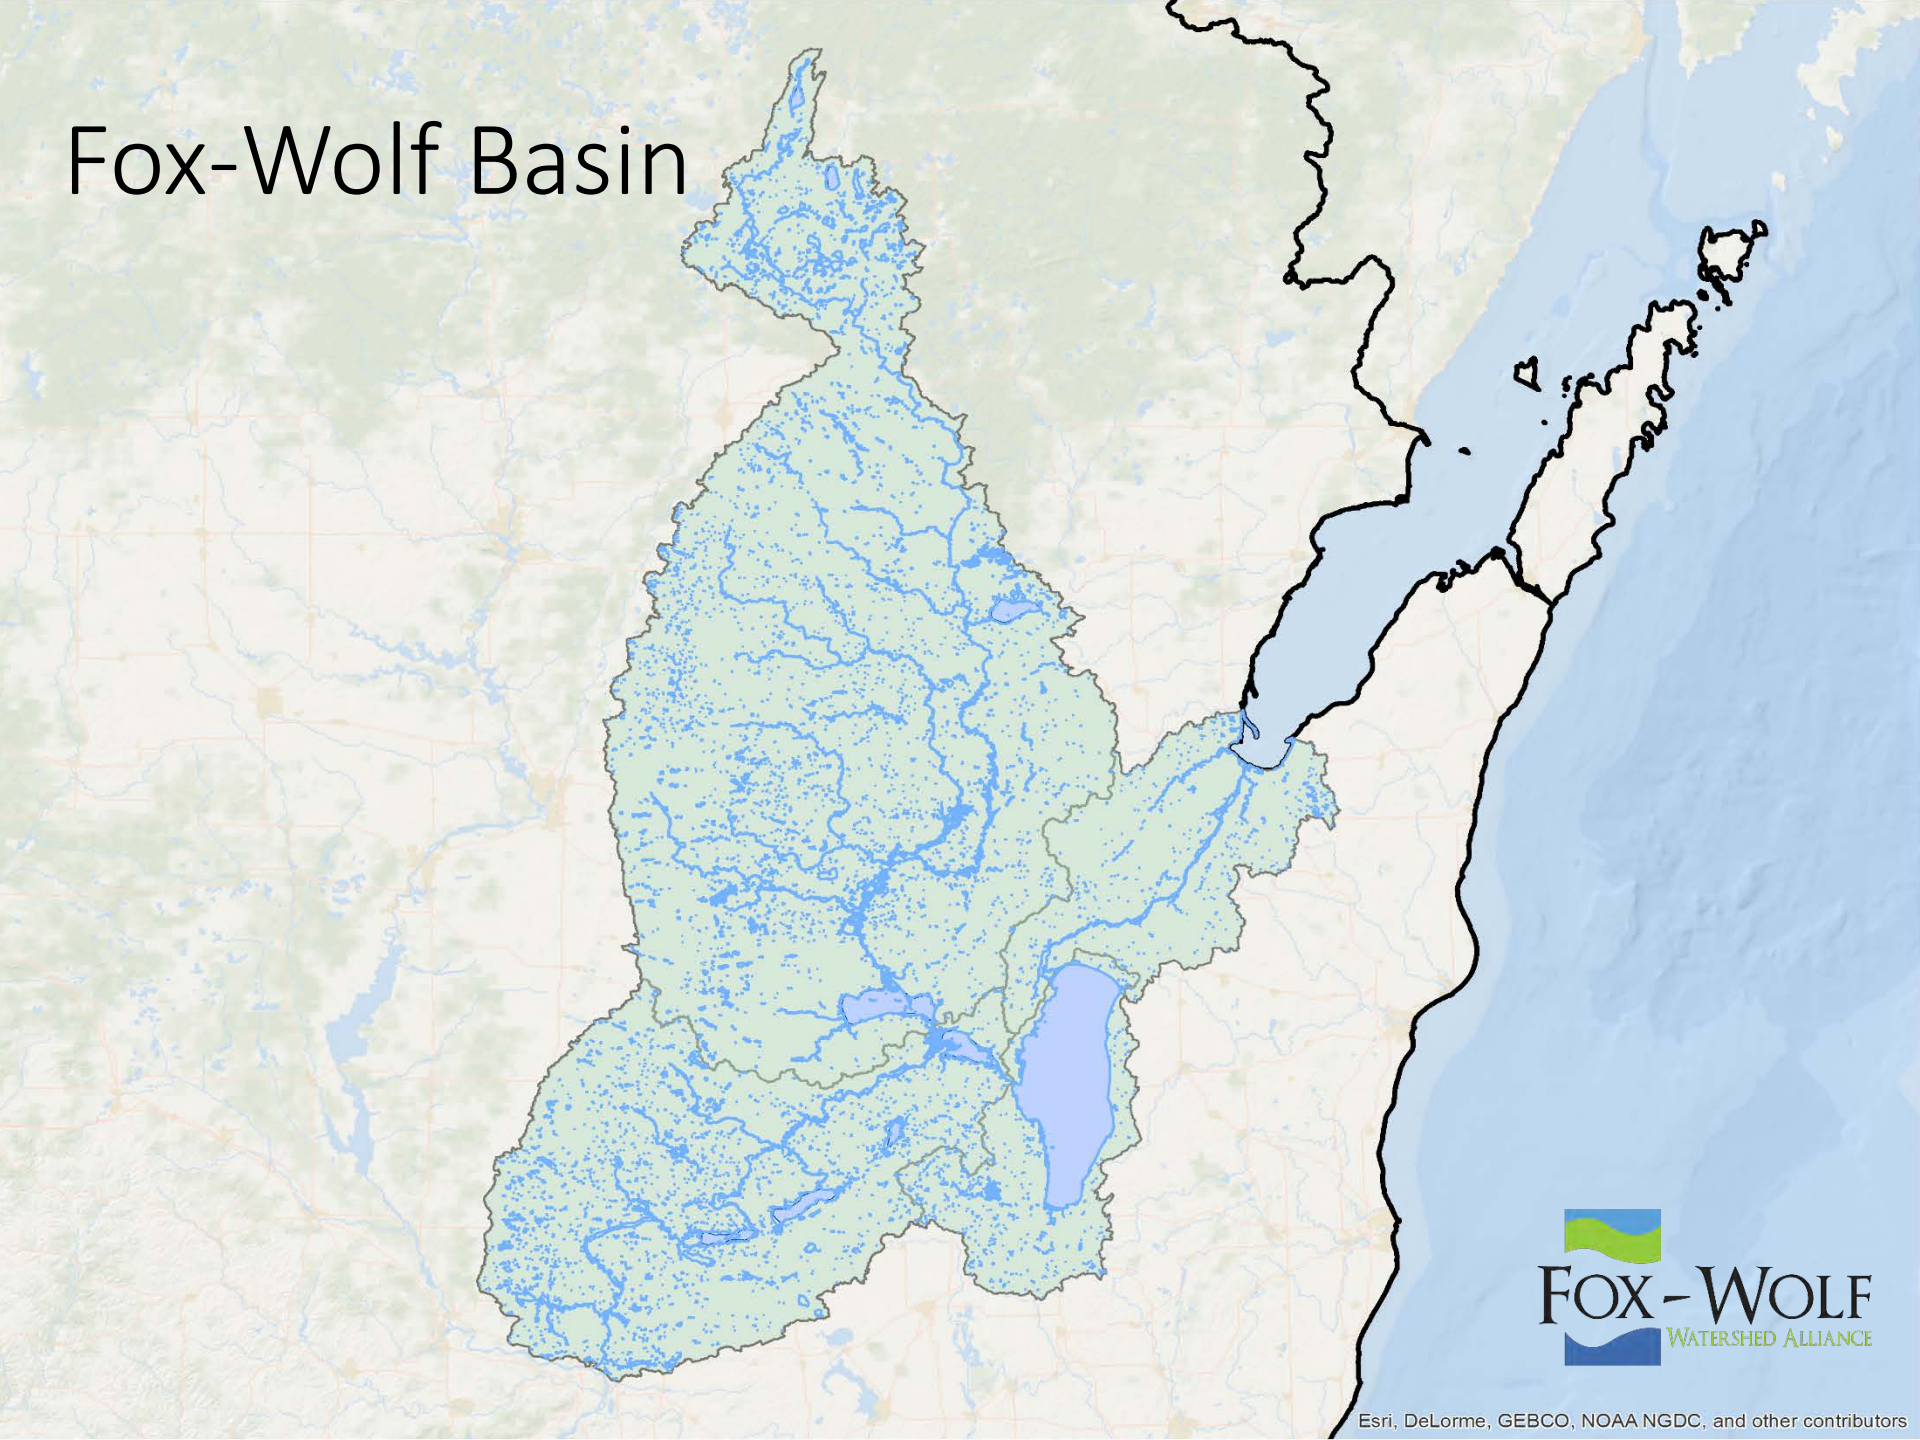 Fox-Wolf Basin
FOX-WOLF
WATERSHED ALLIANCE
Esri, DeLorme, GEBCO, NOAA NGDC, and other contributors